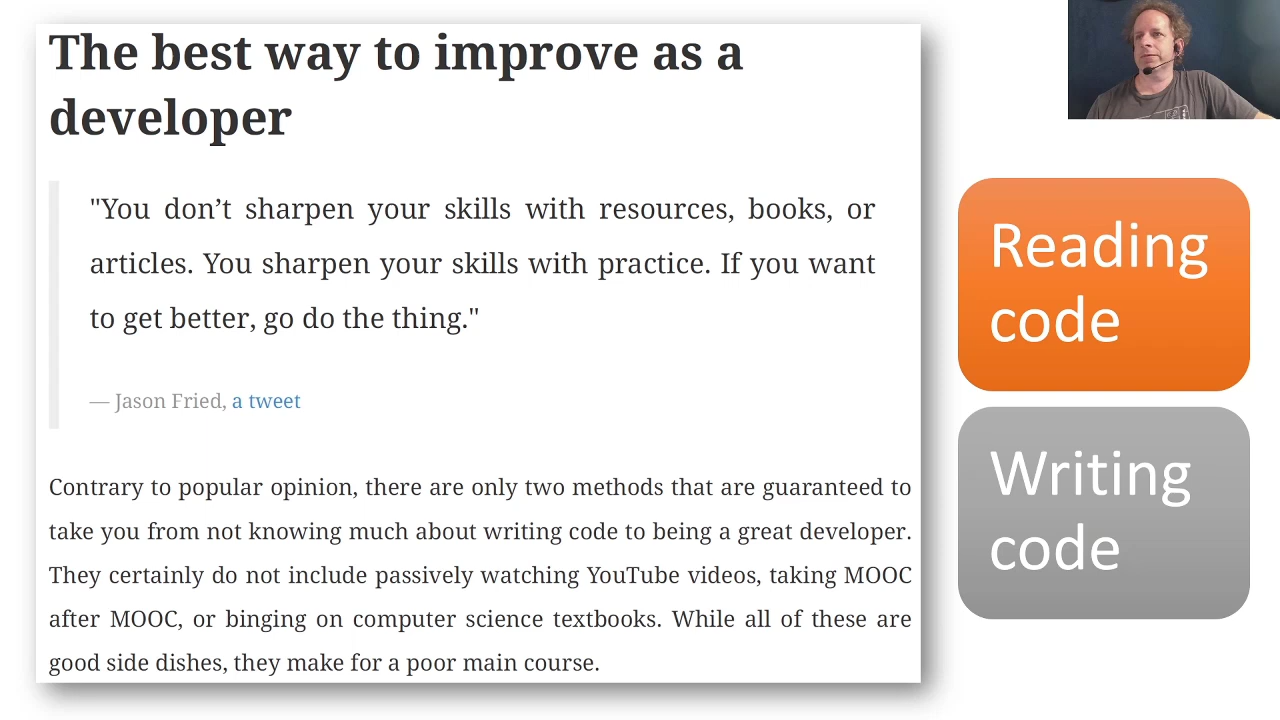 The best way to improve as a
developer
"You don’t sharpen your skills with resources, books, or
articles. You sharpen your skills with practice. If you want
to get better, go do the thing."
— Jason Fried, a tweet
Contrary to popular opinion, there are only two methods that are guaranteed to
take you from not knowing much about writing code to being a great developer.
They certainly do not include passively watching YouTube videos, taking MOOC
after MOOC, or binging on computer science textbooks. While all of these are
good side dishes, they make for a poor main course.
Reading
code
Writing
code